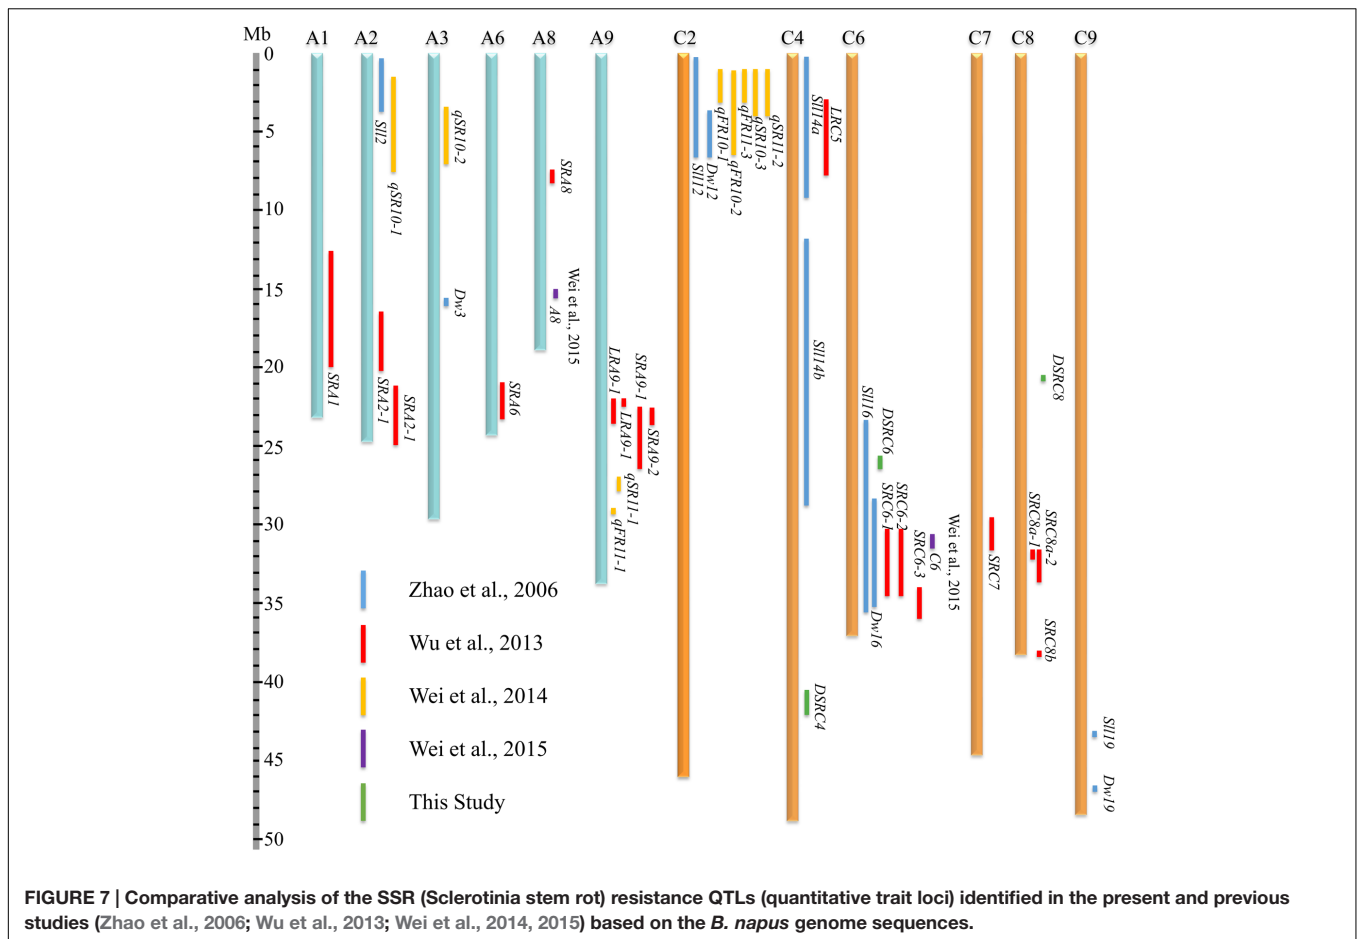 Mb A1 A2 A3 A6 A8 A9 C2 C4 C6 C7 C8 C9
0
5
10
15
20
25
30
35
40
45
50
SRA1
Sll2
qSR10-1
SRA2-1
SRA2-1
qSR10-2
Dw3
SRA6
SRA8
A8
Wei et al., 2015
LRA9-1
LRA9-1
SRA9-1
SRA9-2
qSR11-1
qFR11-1
Sll12
Dw12
qFR10-1
qFR10-2
qFR11-3
qSR10-3
qSR11-2
Sll14a
LRC5
Sll14b
DSRC4
Sll16
Dw16
DSRC6
SRC6-1
SRC6-2
SRC6-3
C6
Wei et al., 2015
SRC7
DSRC8
SRC8a-1
SRC8a-2
SRC8b
Sll19
Dw19
Zhao et al., 2006
Wu et al., 2013
Wei et al., 2014
Wei et al., 2015
This Study
FIGURE 7 | Comparative analysis of the SSR (Sclerotinia stem rot) resistance QTLs (quantitative trait loci) identified in the present and previous
studies (Zhao et al., 2006; Wu et al., 2013; Wei et al., 2014, 2015) based on the B. napus genome sequences.